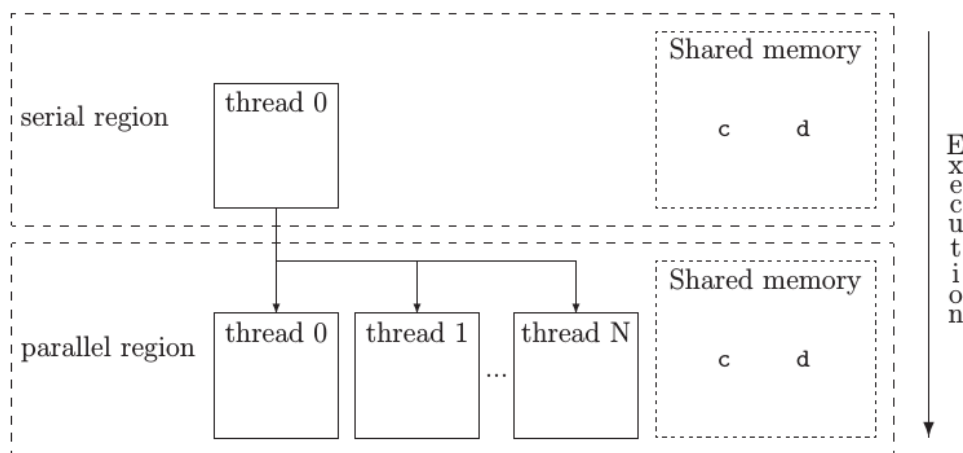 Shared memory
thread 0
serial region
c d
Execution
Shared memory
thread 0 thread 1 ... thread N
parallel region
c d